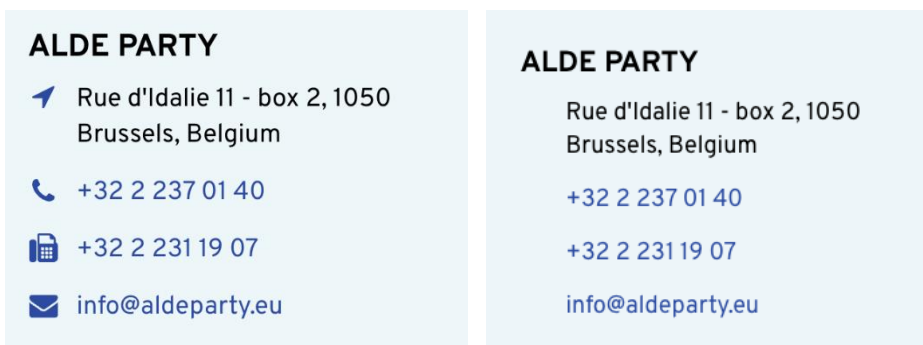 ALDE PARTY
Rue d'Idalie 11 - box 2, 1050
Brussels, Belgium
+32 2 237 01 40
+32 2 231 19 07
info@aldeparty.eu
ALDE PARTY
Rue d'Idalie 11 - box 2, 1050
Brussels, Belgium
+32 2 237 01 40
+32 2 231 19 07
info@aldeparty.eu